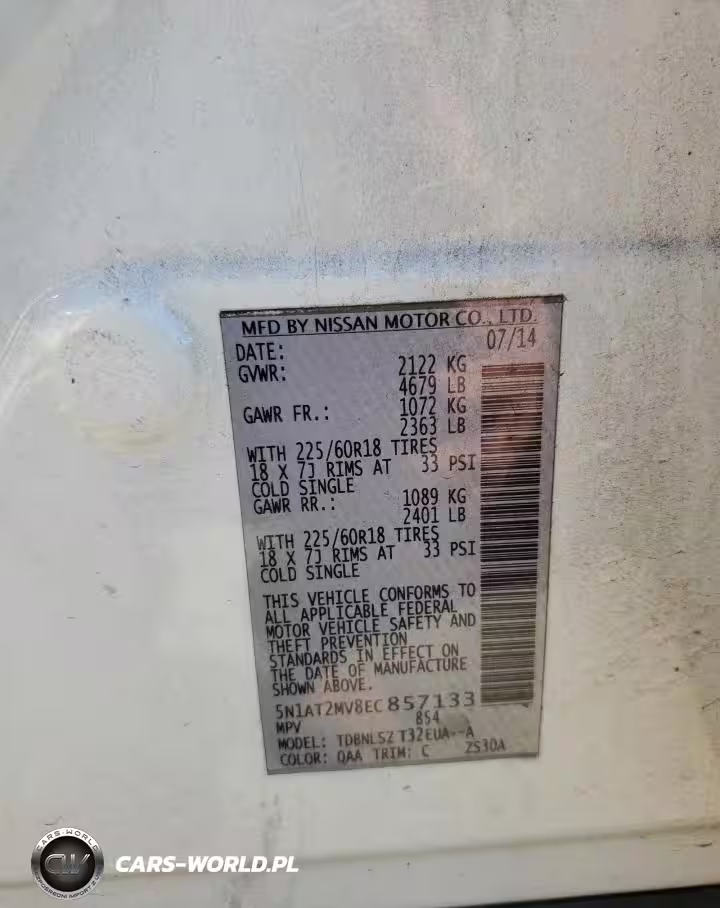 MFD BY NISSAN MOTOR CO., LTD.
DATE: 07/14
GVWR: 2122 KG
4679 LB
GAWR FR.: 1072 KG
2363 LB
WITH 225/60R18 TIRES
18 X 7J RIMS AT 33 PSI
COLD SINGLE
GAWR RR.: 1089 KG
2401 LB
WITH 225/60R18 TIRES
18 X 7J RIMS AT 33 PSI
COLD SINGLE
THIS VEHICLE CONFORMS TO
ALL APPLICABLE FEDERAL
MOTOR VEHICLE SAFETY AND
THEFT PREVENTION
STANDARDS IN EFFECT ON
THE DATE OF MANUFACTURE
SHOWN ABOVE.
5N1AT2MV8EC857133
MPV 854
MODEL: TDBNLSZ T32EUA--A
COLOR: QAA TRIM: C ZS30A
CARS-WORLD
CW
CARS-WORLD.PL